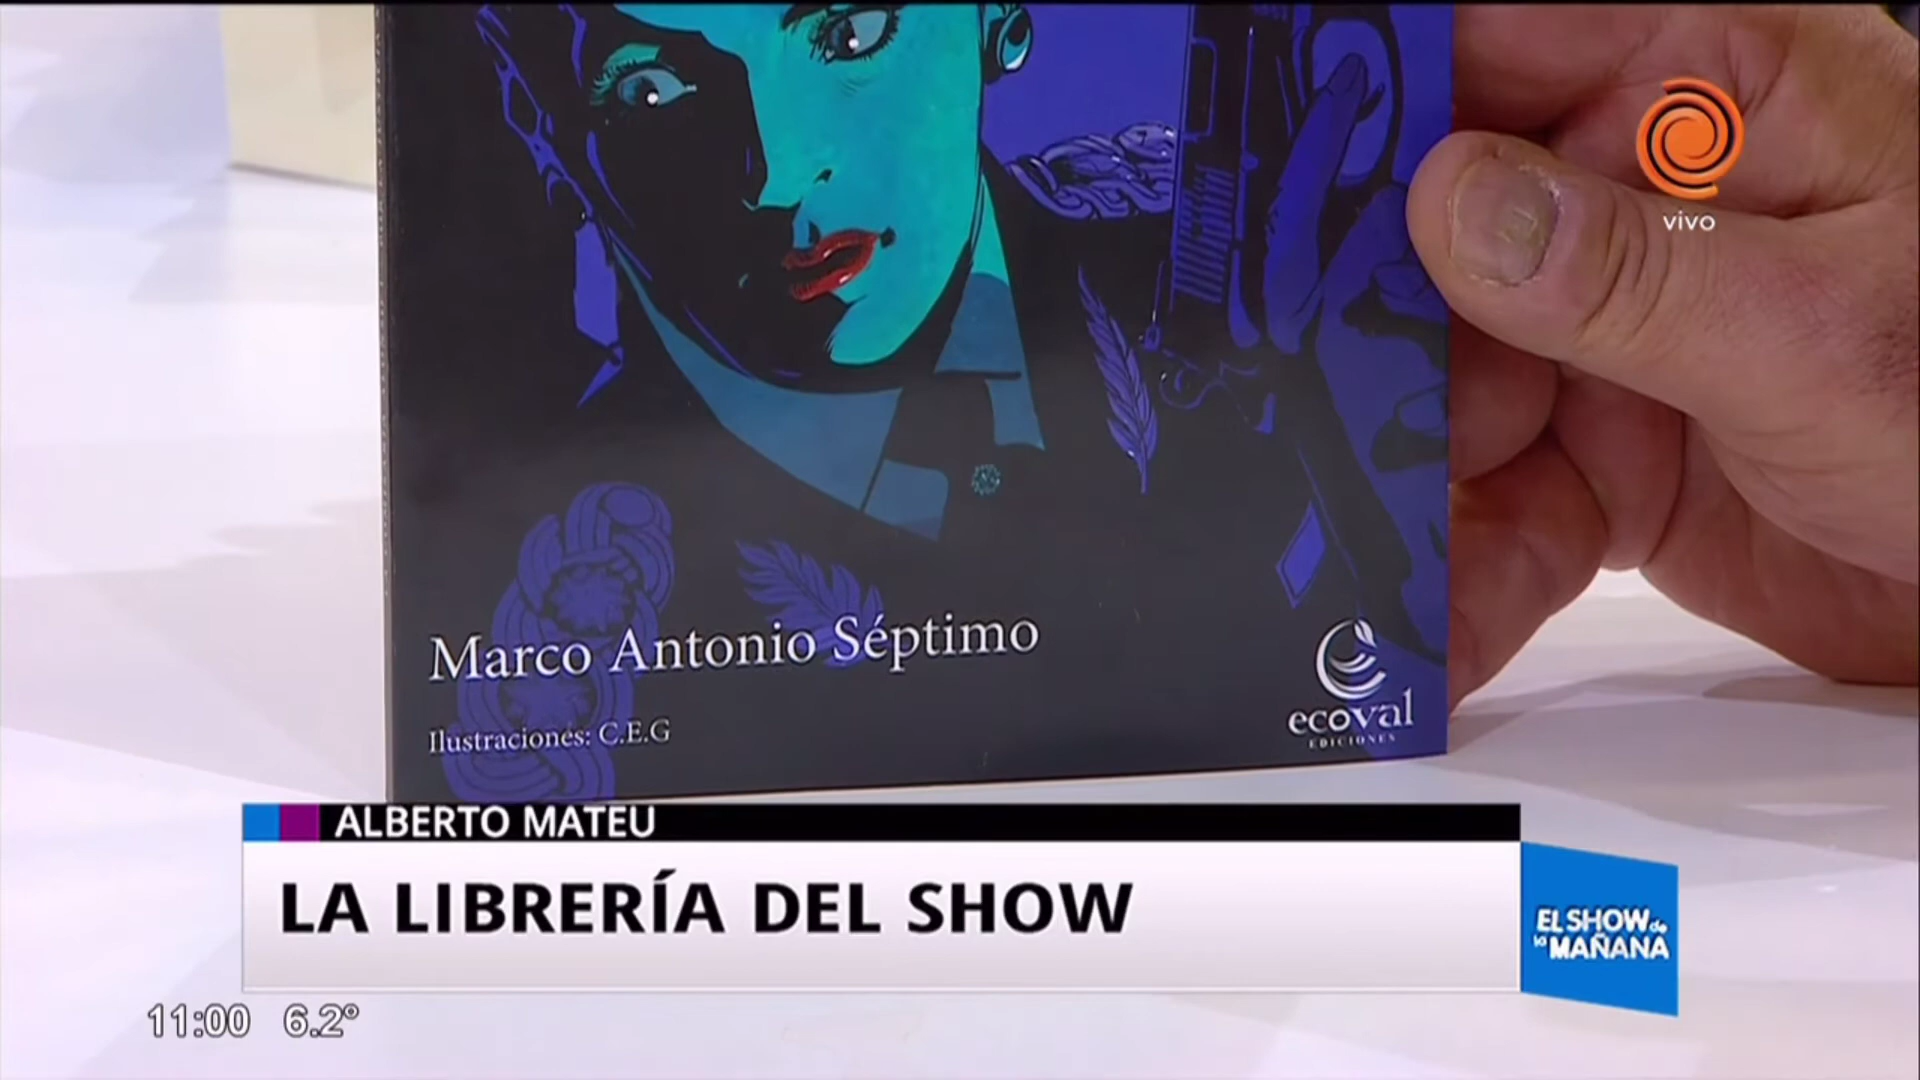 vivo
Marco Antonio Séptimo
Ilustraciones: C.E.G
ecoval
EDICIONES
ALBERTO MATEU
LA LIBRERÍA DEL SHOW
EL SHOW de
la MAÑANA
11:00 6.2°